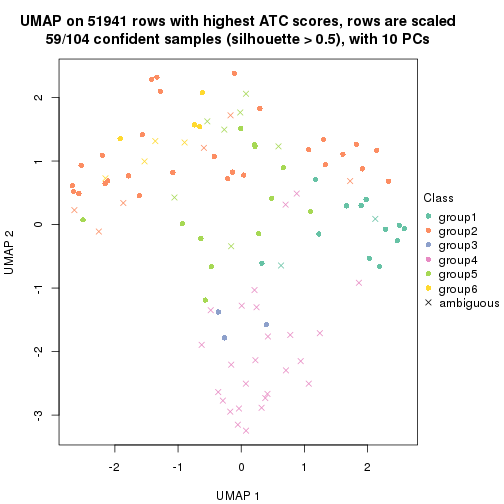 UMAP on 51941 rows with highest ATC scores, rows are scaled
59/104 confident samples (silhouette > 0.5), with 10 PCs
2
1
0
-1
-2
-3
UMAP 2
-2
-1
0
1
2
UMAP 1
Class
group1
group2
group3
group4
group5
group6
ambiguous